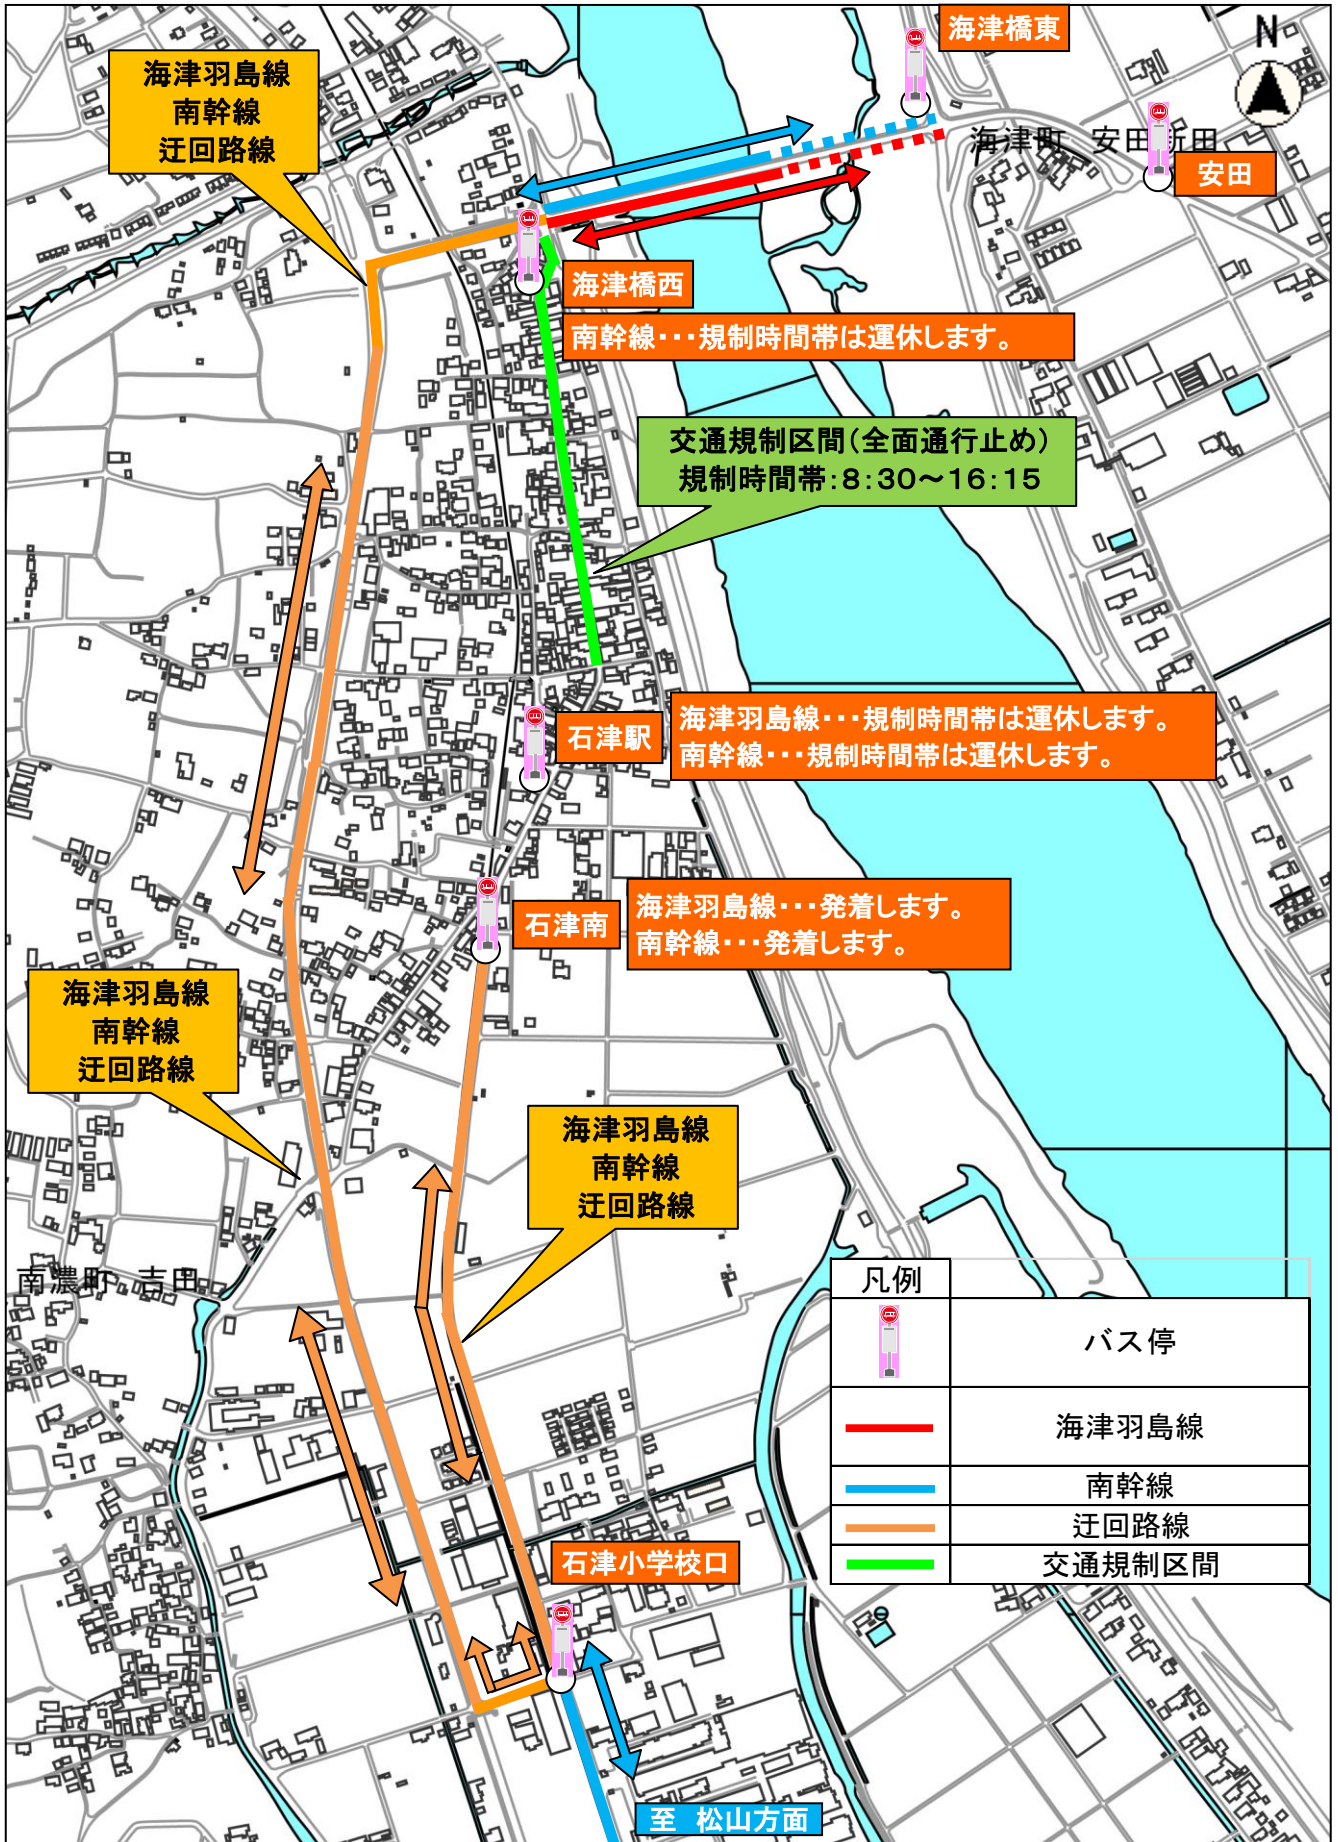 海津橋東
N
海津羽島線
南幹線
迂回路線
海津町 安田新田
安田
海津橋西
南幹線･･･規制時間帯は運休します。
交通規制区間(全面通行止め)
規制時間帯:8:30～16:15
石津駅
海津羽島線･･･規制時間帯は運休します。
南幹線･･･規制時間帯は運休します。
石津南
海津羽島線･･･発着します。
南幹線･･･発着します。
海津羽島線
南幹線
迂回路線
海津羽島線
南幹線
迂回路線
南濃町 吉田
凡例
バス停
海津羽島線
南幹線
迂回路線
交通規制区間
石津小学校口
至 松山方面